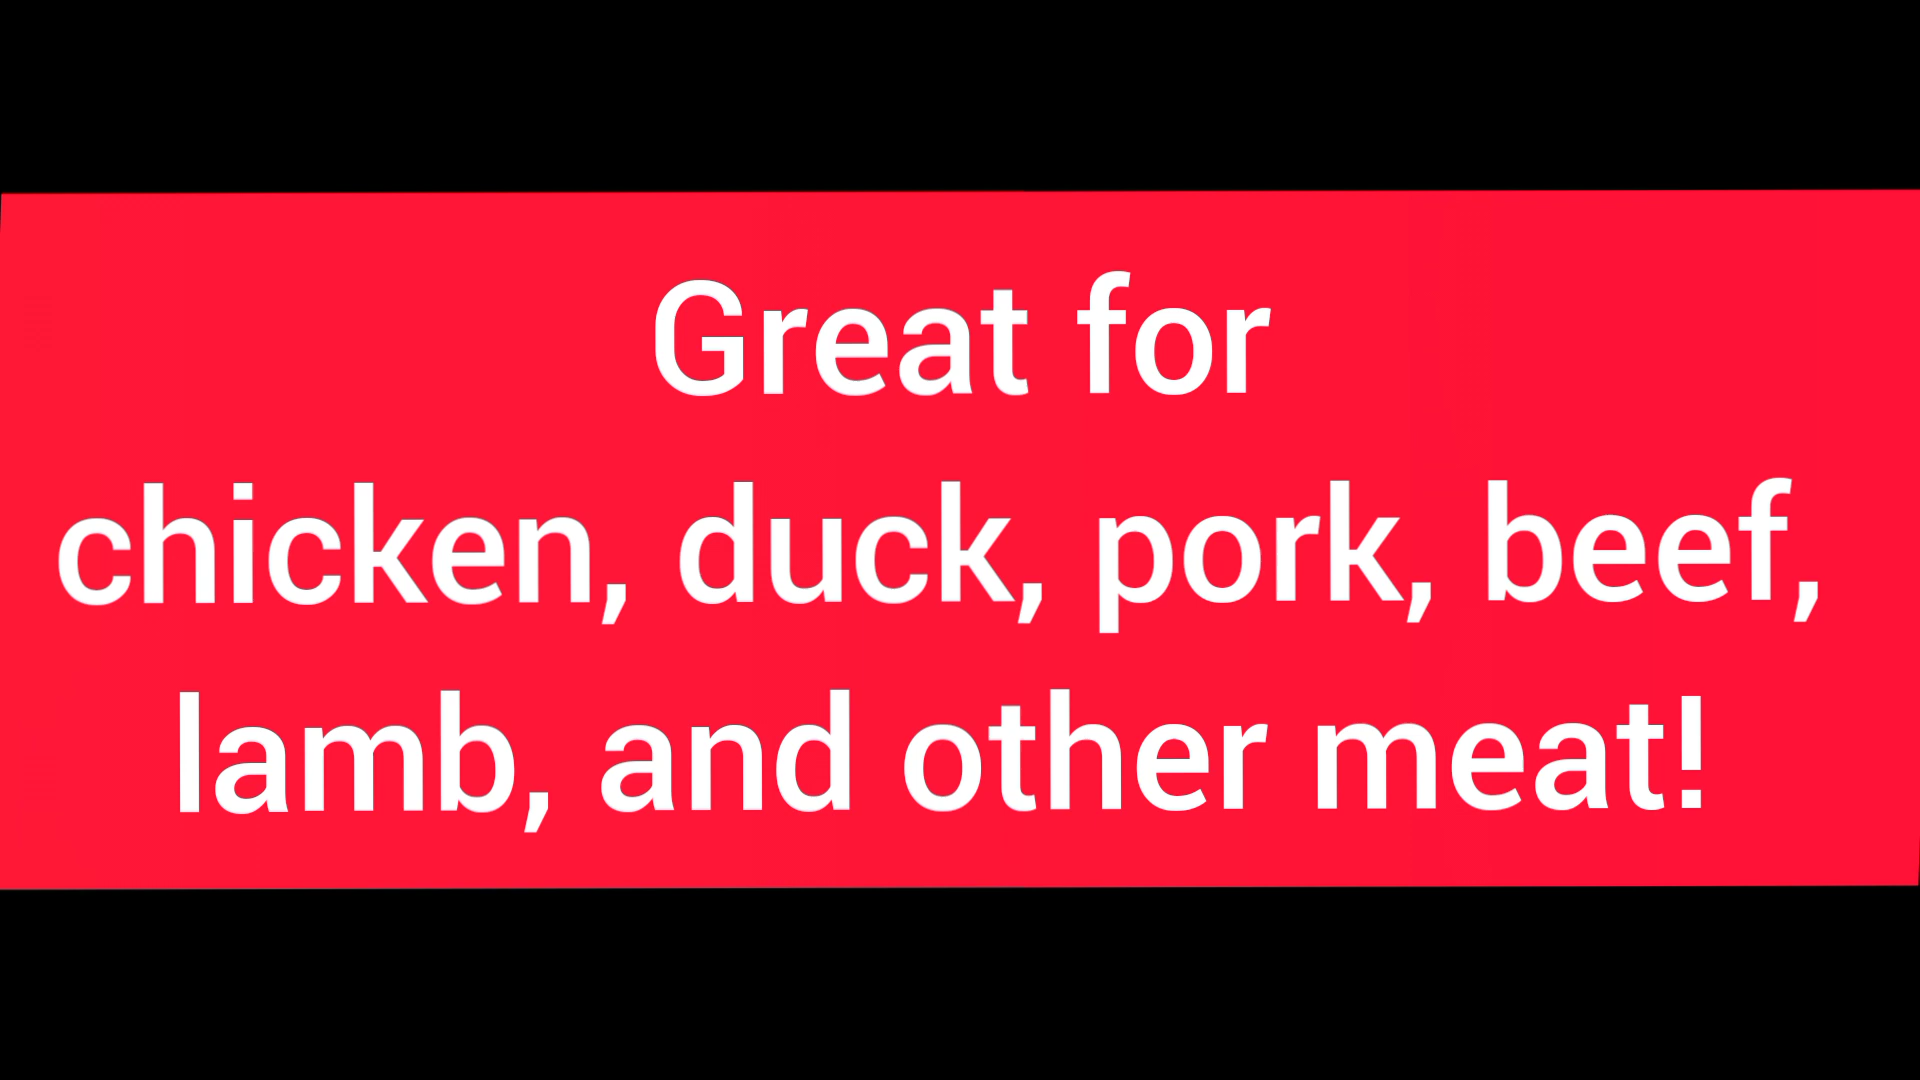 Great for
chicken, duck, pork, beef,
lamb, and other meat!